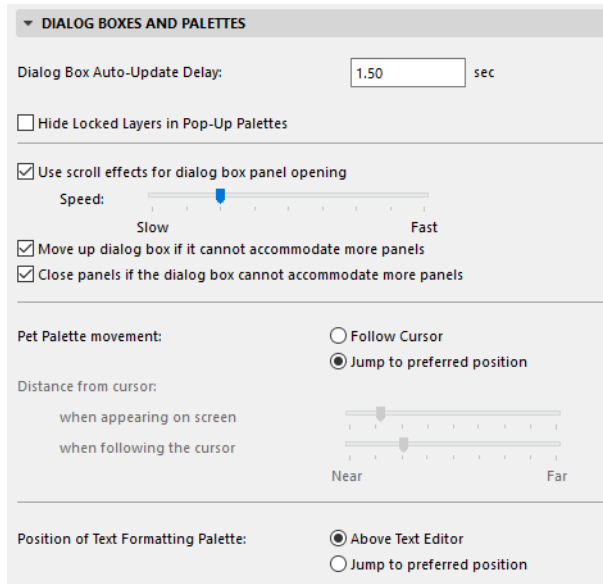 DIALOG BOXES AND PALETTES
Dialog Box Auto-Update Delay: 1.50 sec
Hide Locked Layers in Pop-Up Palettes
Use scroll effects for dialog box panel opening
Speed:
Slow Fast
Move up dialog box if it cannot accommodate more panels
Close panels if the dialog box cannot accommodate more panels
Pet Palette movement: Follow Cursor
Jump to preferred position
Distance from cursor:
when appearing on screen
when following the cursor
Near Far
Position of Text Formatting Palette: Above Text Editor
Jump to preferred position